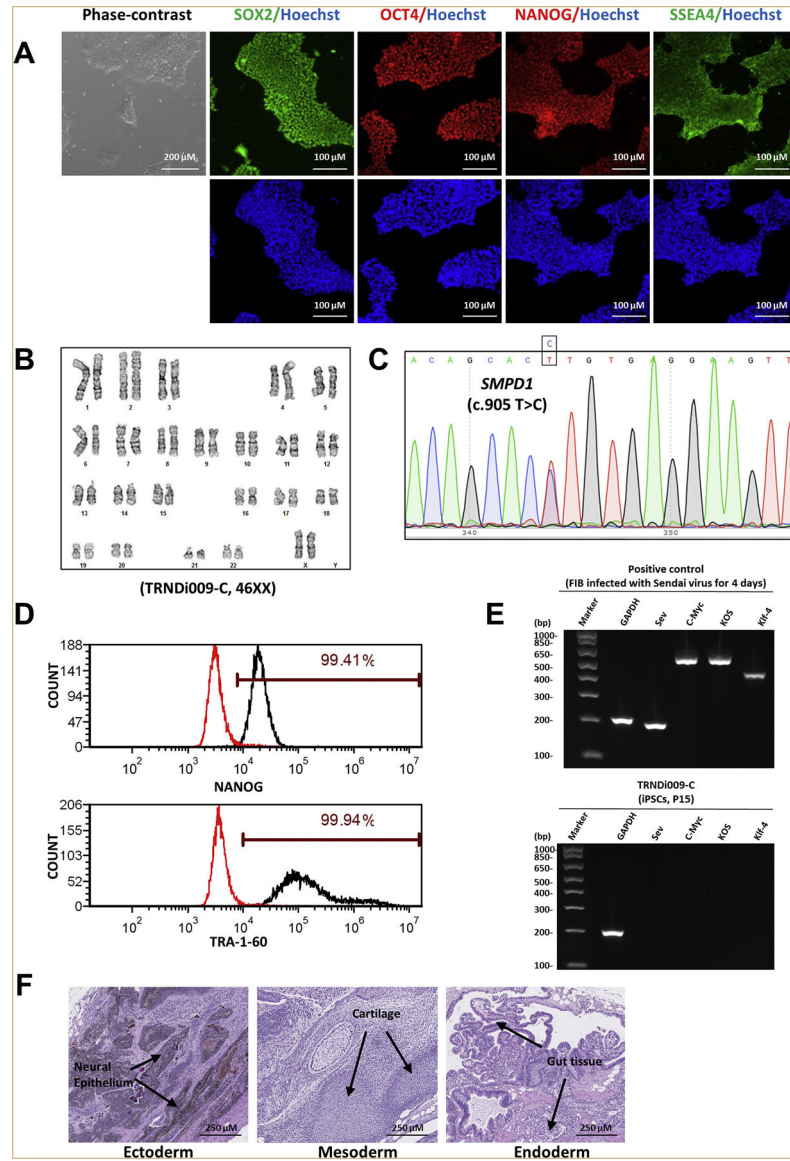 Phase-contrast SOX2/Hoechst OCT4/Hoechst NANOG/Hoechst SSEA4/Hoechst
A
200 µM 100 µM 100 µM 100 µM 100 µM
100 µM 100 µM 100 µM 100 µM
B
1 2 3 4 5
6 7 8 9 10 11 12
13 14 15 16 17 18
19 20 21 22 X Y
(TRNDi009-C, 46XX)
C
C
A C A G C A C T T G T G A G G A A G T T
SMPD1
(c.905 T>C)
340 350
D
188
141
94
47
0
COUNT
99.41%
10² 10³ 10⁴ 10⁵ 10⁶ 10⁷
NANOG
206
155
103
52
0
COUNT
99.94%
10² 10³ 10⁴ 10⁵ 10⁶ 10⁷
TRA-1-60
E
Positive control
(FIB infected with Sendai virus for 4 days)
(bp) Marker GAPDH Sev C-Myc KOS Klf-4
1000-
850-
650-
500-
400-
300-
200-
100-
TRNDi009-C
(iPSCs, P15)
(bp) Marker GAPDH Sev C-Myc KOS Klf-4
1000-
850-
650-
500-
400-
300-
200-
100-
F
Neural
Epithelium
250 µM
Ectoderm
Cartilage
250 µM
Mesoderm
Gut tissue
250 µM
Endoderm